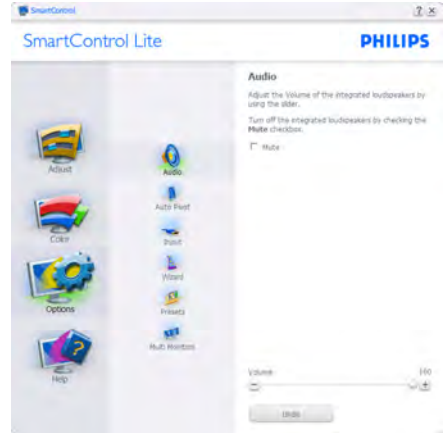 SmartControl
? ×
SmartControl Lite
PHILIPS
Adjust
Color
Options
Help
Audio
Auto Pivot
Input
Wizard
Presets
Multi Monitors
Audio
Adjust the Volume of the integrated loudspeakers by
using the slider.
Turn off the integrated loudspeakers by checking the
Mute checkbox.
Mute
Volume
Undo